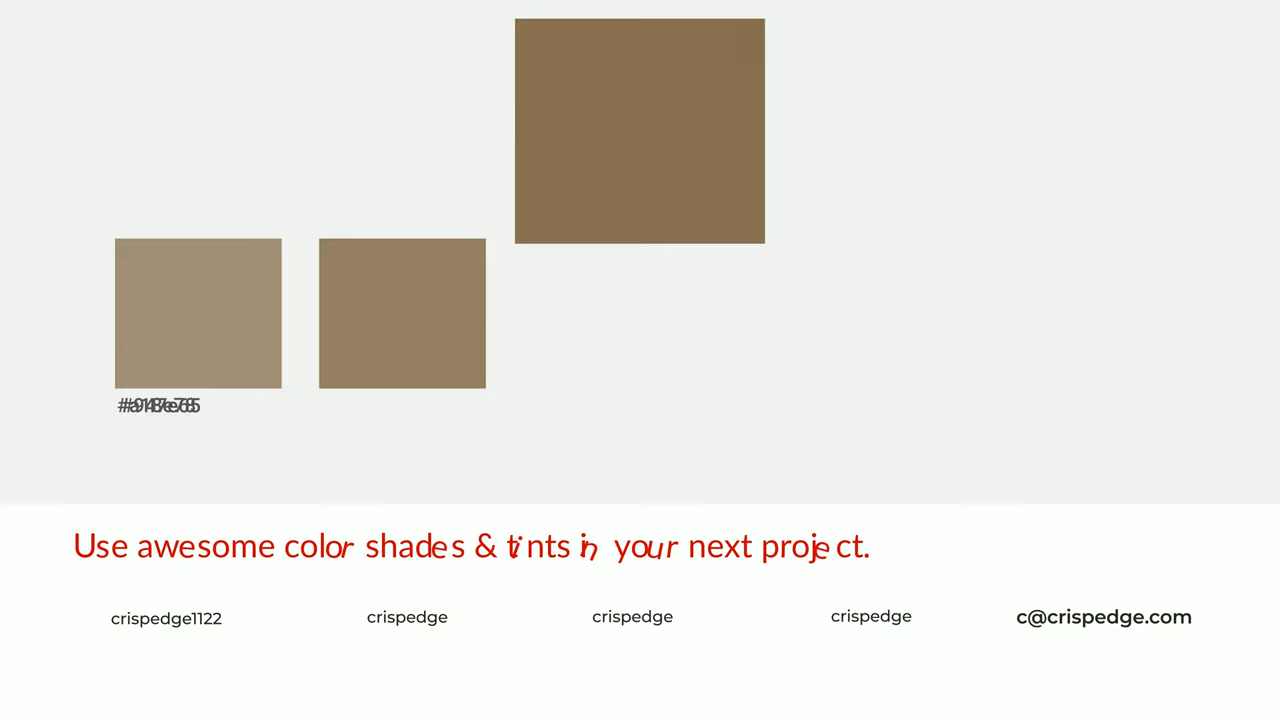 Use awesome color shades & tints in your next project.
crispedge1122 crispedge crispedge crispedge c@crispedge.com